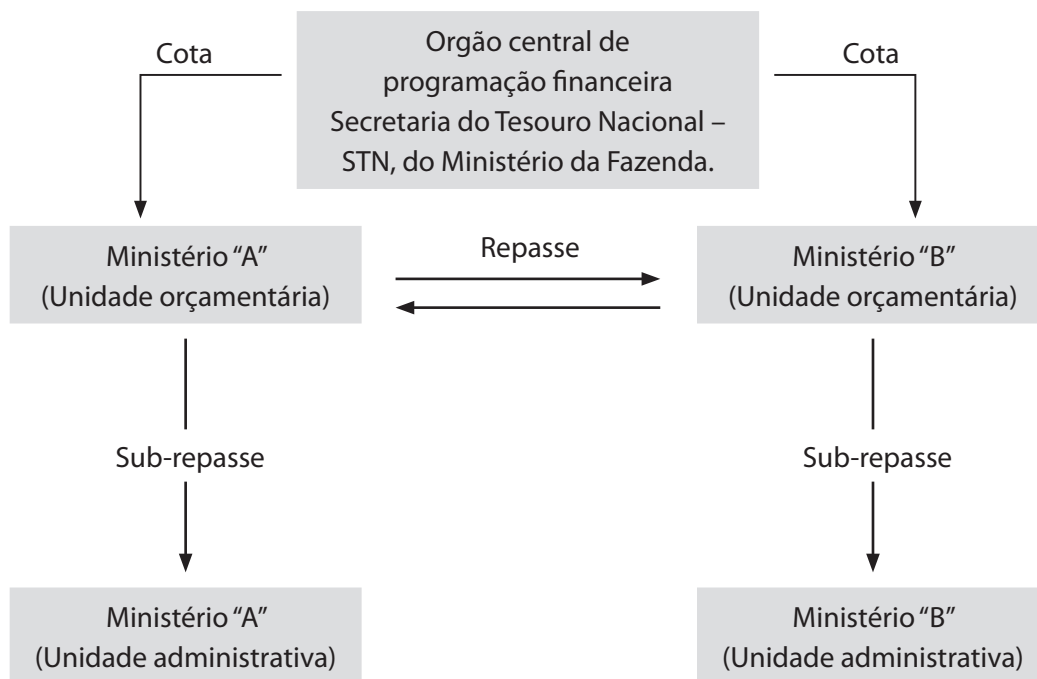 Cota
Orgão central de
programação financeira
Secretaria do Tesouro Nacional –
STN, do Ministério da Fazenda.
Cota
Ministério “A”
(Unidade orçamentária)
Repasse
Ministério “B”
(Unidade orçamentária)
Sub-repasse
Sub-repasse
Ministério “A”
(Unidade administrativa)
Ministério “B”
(Unidade administrativa)